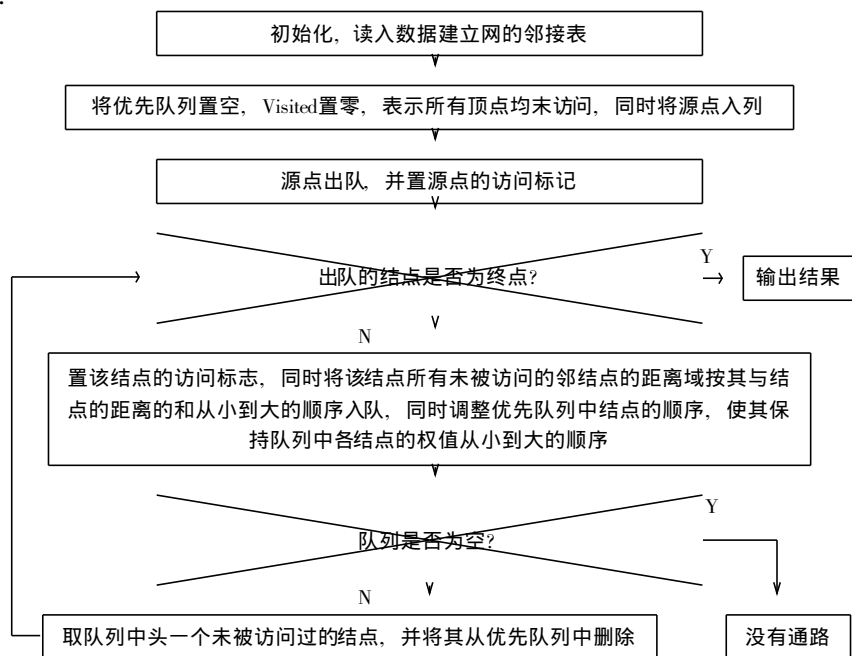 初始化, 读入数据建立网的邻接表
将优先队列置空, Visited置零, 表示所有顶点均末访问, 同时将源点入列
源点出队, 并置源点的访问标记
出队的结点是否为终点?
Y
输出结果
N
置该结点的访问标志, 同时将该结点所有未被访问的邻结点的距离域按其与结
点的距离的和从小到大的顺序入队, 同时调整优先队列中结点的顺序, 使其保
持队列中各结点的权值从小到大的顺序
Y
队列是否为空?
N
取队列中头一个未被访问过的结点, 并将其从优先队列中删除
没有通路